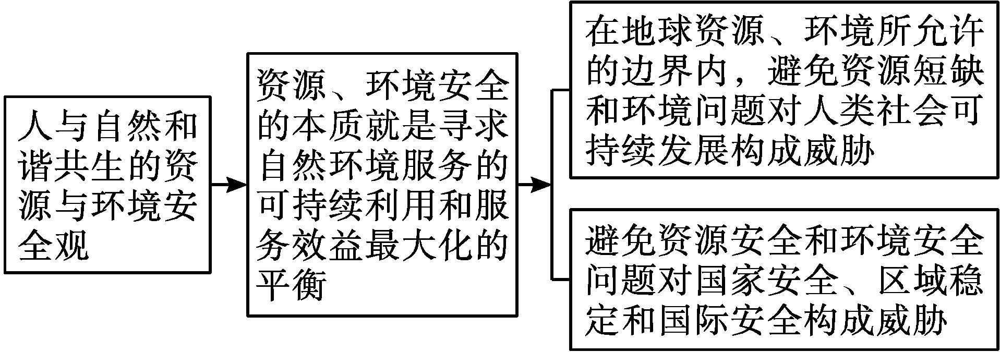 人与自然和
谐共生的资
源与环境安
全观
资源、环境安全
的本质就是寻求
自然环境服务的
可持续利用和服
务效益最大化的
平衡
在地球资源、环境所允许
的边界内，避免资源短缺
和环境问题对人类社会可
持续发展构成威胁
避免资源安全和环境安全
问题对国家安全、区域稳
定和国际安全构成威胁